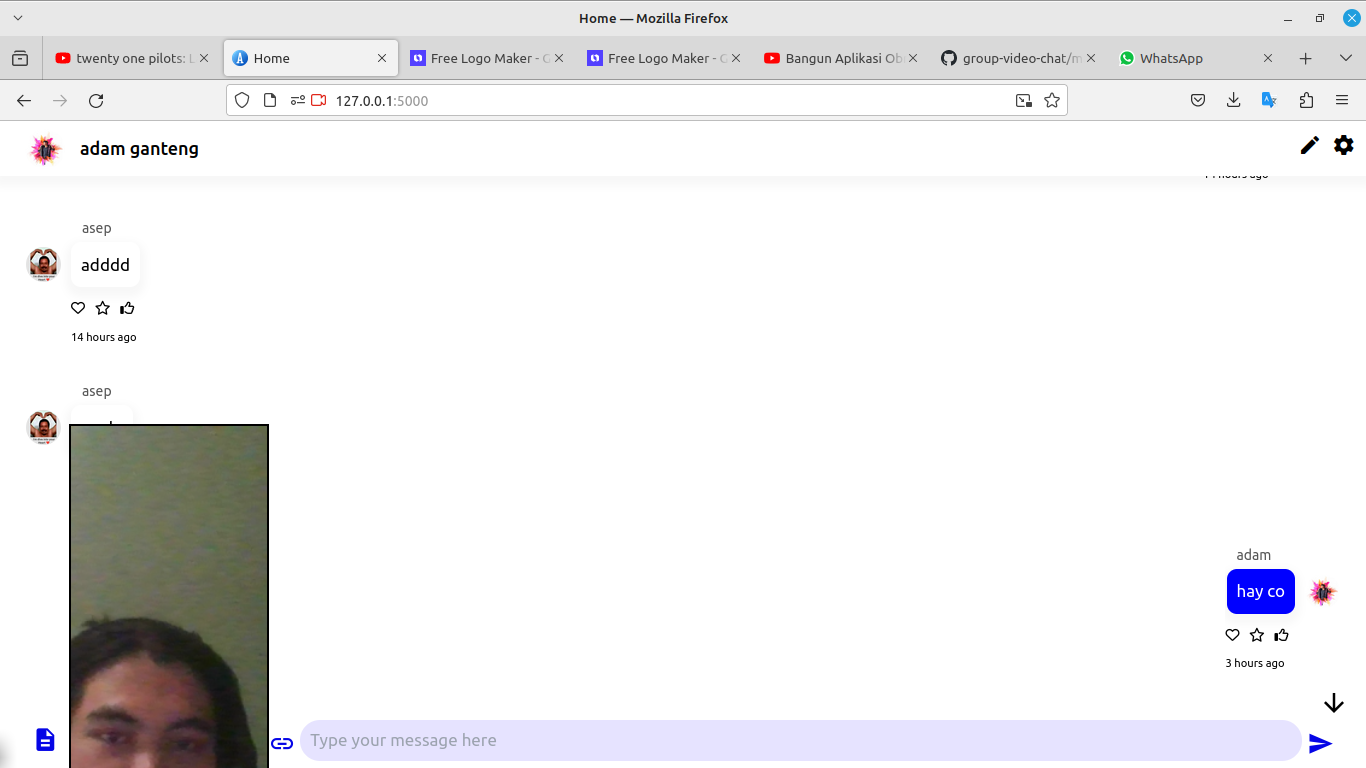 Home — Mozilla Firefox
twenty one pilots: L
Home
Free Logo Maker - C
Free Logo Maker - C
Bangun Aplikasi Ob
group-video-chat/m
WhatsApp
127.0.0.1:5000
adam ganteng
14 hours ago
asep
adddd
14 hours ago
asep
adam
hay co
3 hours ago
Type your message here